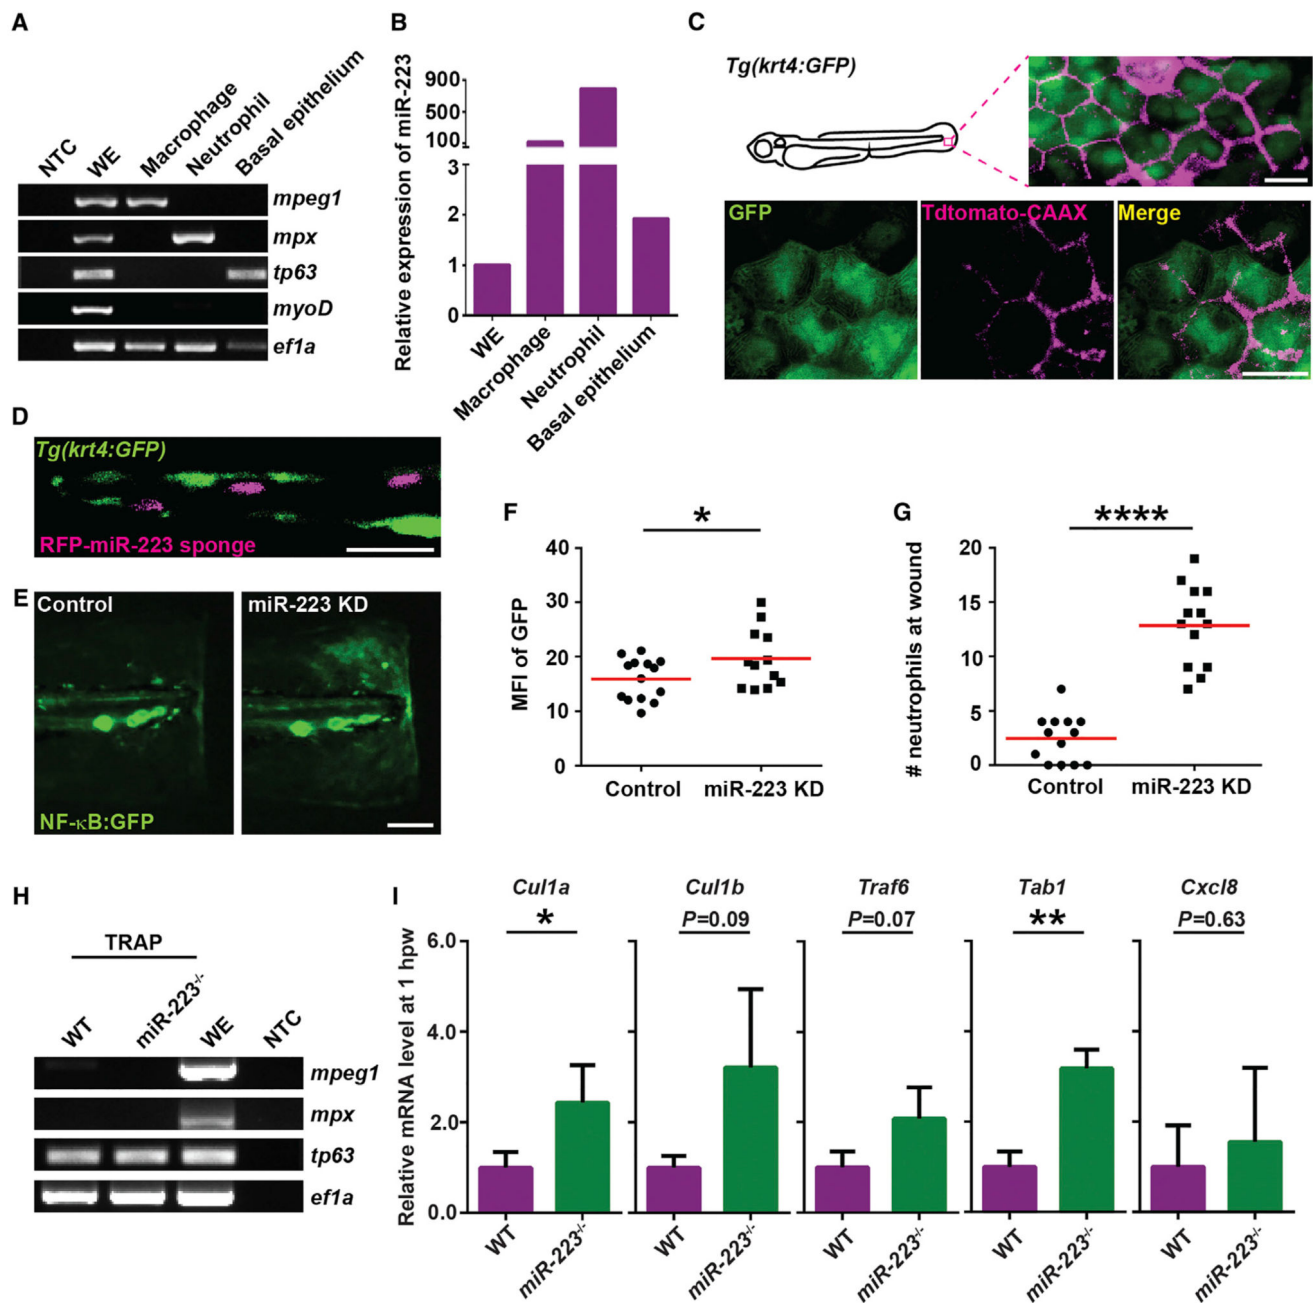 A
NTC
WE
Macrophage
Neutrophil
Basal epithelium
mpeg1
mpx
tp63
myoD
ef1a
B
Relative expression of miR-223
900
500
100
3
2
1
0
WE
Macrophage
Neutrophil
Basal epithelium
C
Tg(krt4:GFP)
GFP
Tdtomato-CAAX
Merge
D
Tg(krt4:GFP)
RFP-miR-223 sponge
E
Control
miR-223 KD
NF-κB:GFP
F
*
MFI of GFP
40
30
20
10
0
Control
miR-223 KD
G
****
# neutrophils at wound
20
15
10
5
0
Control
miR-223 KD
H
TRAP
WT
miR-223-/-
WE
NTC
mpeg1
mpx
tp63
ef1a
I
Relative mRNA level at 1 hpw
6.0
4.0
2.0
0.0
Cul1a
*
WT
miR-223-/-
Cul1b
P=0.09
WT
miR-223-/-
Traf6
P=0.07
WT
miR-223-/-
Tab1
**
WT
miR-223-/-
Cxcl8
P=0.63
WT
miR-223-/-